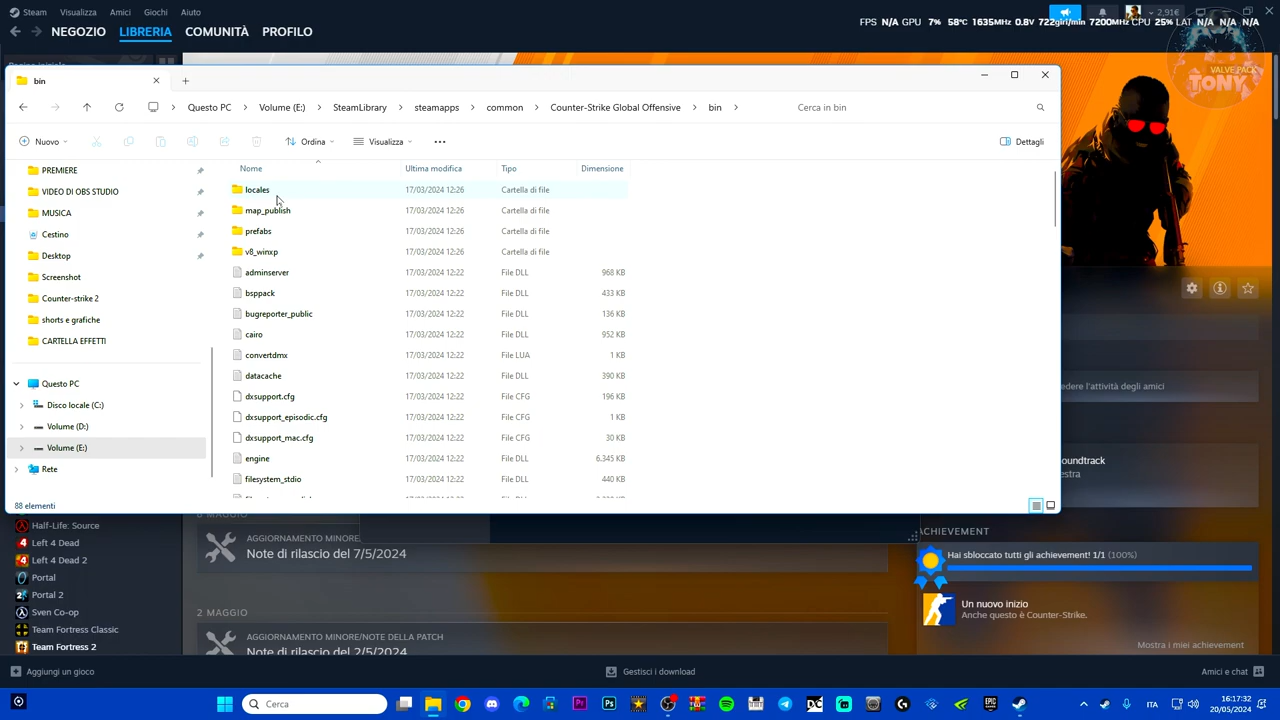 Steam Visualizza Amici Giochi Aiuto
2,91€
FPS N/A GPU 7% 58°C 1635MHz 0.8V 722giri/min 7200MHz CPU 25% LAT N/A N/A N/A
NEGOZIO LIBRERIA COMUNITÀ PROFILO
VALVE PACK
TONY
bin
Questo PC > Volume (E:) > SteamLibrary > steamapps > common > Counter-Strike Global Offensive > bin >
Cerca in bin
Nuovo Ordina Visualizza Dettagli
Nome Ultima modifica Tipo Dimensione
PREMIERE
VIDEO DI OBS STUDIO
MUSICA
Cestino
Desktop
Screenshot
Counter-strike 2
shorts e grafiche
CARTELLA EFFETTI
Questo PC
Disco locale (C:)
Volume (D:)
Volume (E:)
Rete
locales 17/03/2024 12:26 Cartella di file
map_publish 17/03/2024 12:26 Cartella di file
prefabs 17/03/2024 12:26 Cartella di file
v8_winxp 17/03/2024 12:26 Cartella di file
adminserver 17/03/2024 12:22 File DLL 968 KB
bsppack 17/03/2024 12:22 File DLL 433 KB
bugreporter_public 17/03/2024 12:22 File DLL 136 KB
cairo 17/03/2024 12:22 File DLL 952 KB
convertdmx 17/03/2024 12:22 File LUA 1 KB
datacache 17/03/2024 12:22 File DLL 390 KB
dxsupport.cfg 17/03/2024 12:22 File CFG 196 KB
dxsupport_episodic.cfg 17/03/2024 12:22 File CFG 1 KB
dxsupport_mac.cfg 17/03/2024 12:22 File CFG 30 KB
engine 17/03/2024 12:22 File DLL 6.345 KB
filesystem_stdio 17/03/2024 12:22 File DLL 440 KB
88 elementi
edere l'attività degli amici
oundtrack
estra
Half-Life: Source
Left 4 Dead
Left 4 Dead 2
Portal
Portal 2
Sven Co-op
Team Fortress Classic
Team Fortress 2
8 MAGGIO
AGGIORNAMENTO MINORE
Note di rilascio del 7/5/2024
2 MAGGIO
AGGIORNAMENTO MINORE/NOTE DELLA PATCH
Note di rilascio del 2/5/2024
ACHIEVEMENT
Hai sbloccato tutti gli achievement! 1/1 (100%)
Un nuovo inizio
Anche questo è Counter-Strike.
Mostra i miei achievement
Aggiungi un gioco
Gestisci i download
Amici e chat
Cerca
ITA
16:17:32
20/05/2024